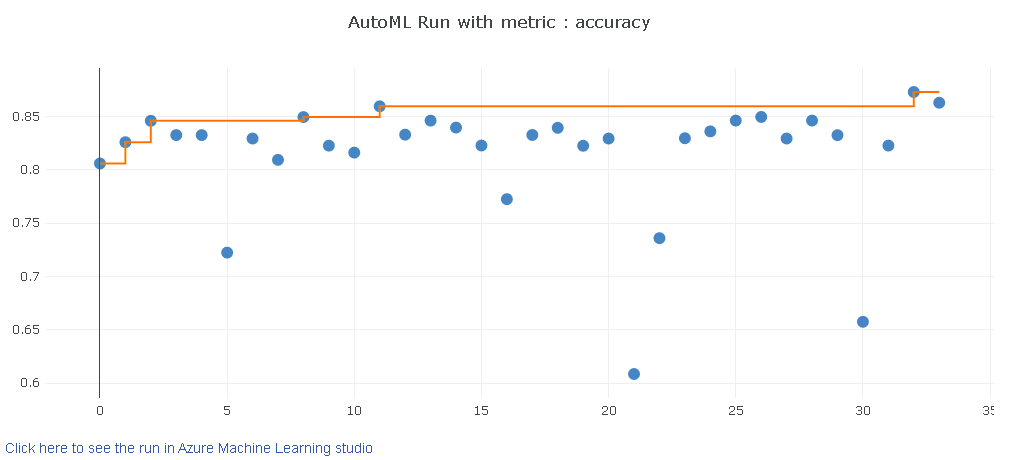 AutoML Run with metric : accuracy
0.85
0.8
0.75
0.7
0.65
0.6
0 5 10 15 20 25 30 35
Click here to see the run in Azure Machine Learning studio